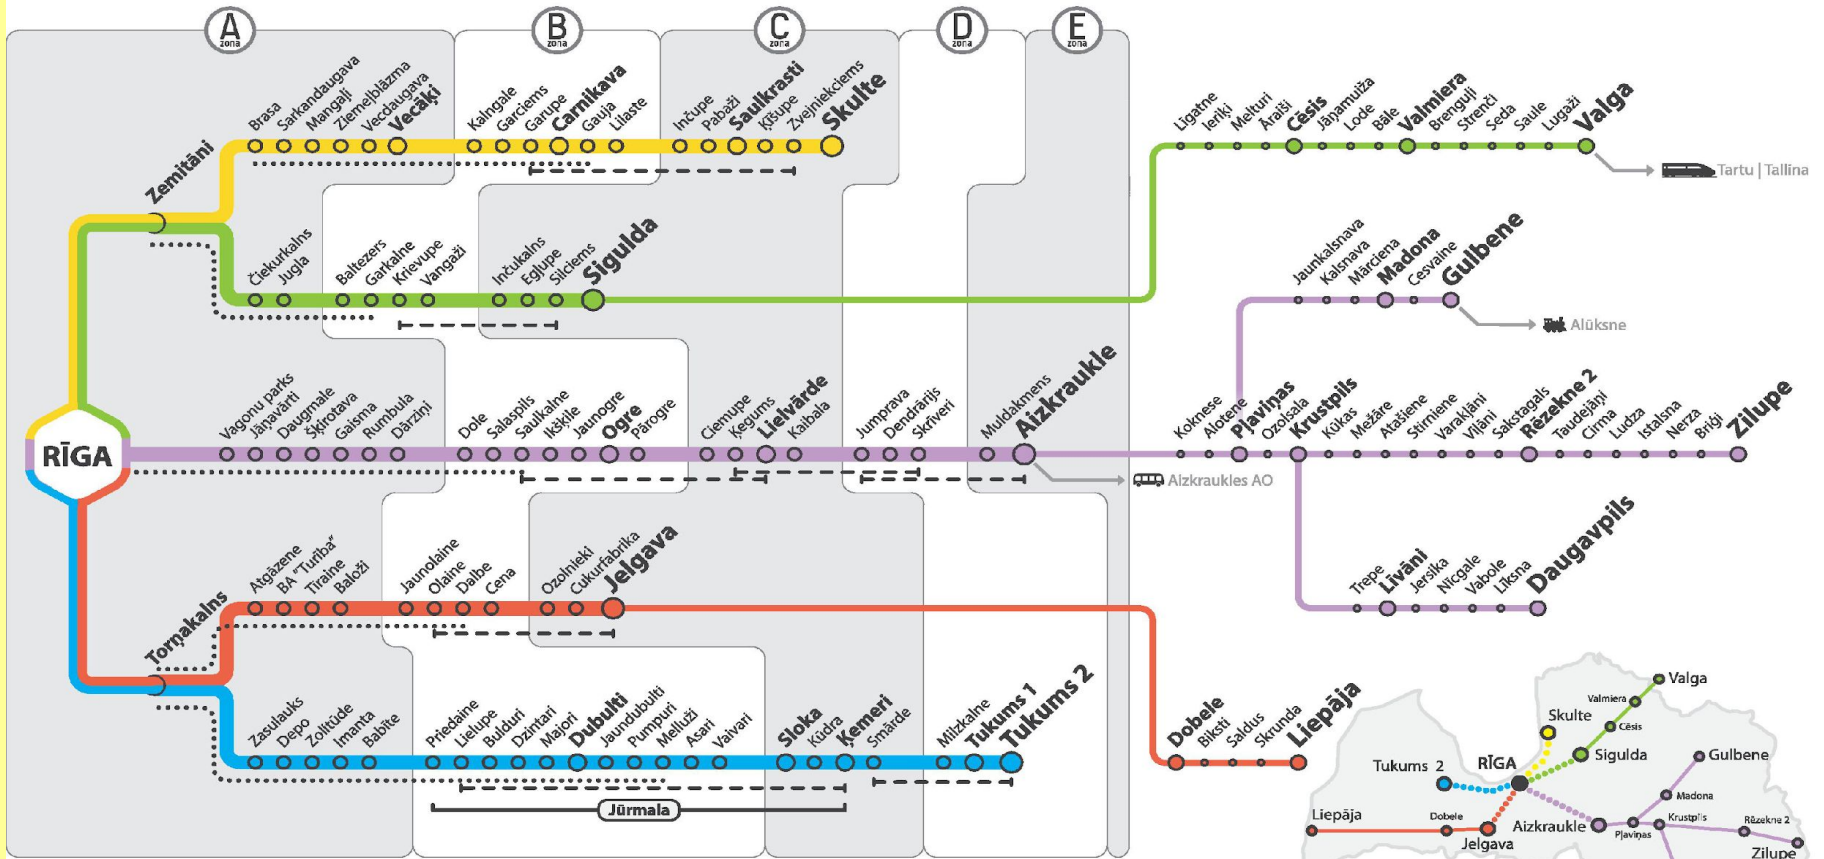 A
zona
B
zona
C
zona
D
zona
E
zona
Zemitāni
Brasa
Sarkandaugava
Mangaļi
Ziemeļblāzma
Vecdaugava
Vecāķi
Kalngale
Garciems
Garupe
Carnikava
Gauja
Lilaste
Inčupe
Pabaži
Saulkrasti
Ķīšupe
Zvejniekciems
Skulte
Čiekurkalns
Jugla
Baltezers
Garkalne
Krievupe
Vangaži
Inčukalns
Egļupe
Silciems
Sigulda
Līgatne
Ieriķi
Melturi
Āraiši
Cēsis
Jāņamuiža
Lode
Bāle
Valmiera
Brenguļi
Strenči
Seda
Saule
Lugaži
Valga
Tartu | Tallina
RĪGA
Vagonu parks
Jāņavārti
Daugmale
Šķirotava
Gaisma
Rumbula
Dārziņi
Dole
Salaspils
Saulkalne
Ikšķile
Jaunogre
Ogre
Pārogre
Ciemupe
Ķegums
Lielvārde
Kaibala
Jumprava
Dendrārijs
Skrīveri
Muldakmens
Aizkraukle
Aizkraukles AO
Koknese
Alotene
Pļaviņas
Ozolsala
Krustpils
Kūkas
Mežāre
Atašiene
Stirniene
Varakļāni
Viļāni
Sakstagals
Rēzekne 2
Taudejāņi
Cirma
Ludza
Istalsna
Nerza
Briģi
Zilupe
Jaunkalsnava
Kalsnava
Mārciena
Madona
Cesvaine
Gulbene
Alūksne
Trepe
Līvāni
Jersika
Nīcgale
Vabole
Līksna
Daugavpils
Torņakalns
Atgāzene
BA "Turība"
Tīraine
Baloži
Jaunolaine
Olaine
Dalbe
Cena
Ozolnieki
Cukurfabrika
Jelgava
Dobele
Biksti
Saldus
Skrunda
Liepāja
Zasulauks
Depo
Zolitūde
Imanta
Babīte
Priedaine
Lielupe
Bulduri
Dzintari
Majori
Dubulti
Jaundubulti
Pumpuri
Melluži
Asari
Vaivari
Sloka
Kūdra
Ķemeri
Smārde
Milzkalne
Tukums 1
Tukums 2
Jūrmala
Valga
Valmiera
Skulte
Cēsis
RĪGA
Sigulda
Gulbene
Tukums 2
Madona
Liepāja
Dobele
Jelgava
Aizkraukle
Pļaviņas
Krustpils
Rēzekne 2
Zilupe